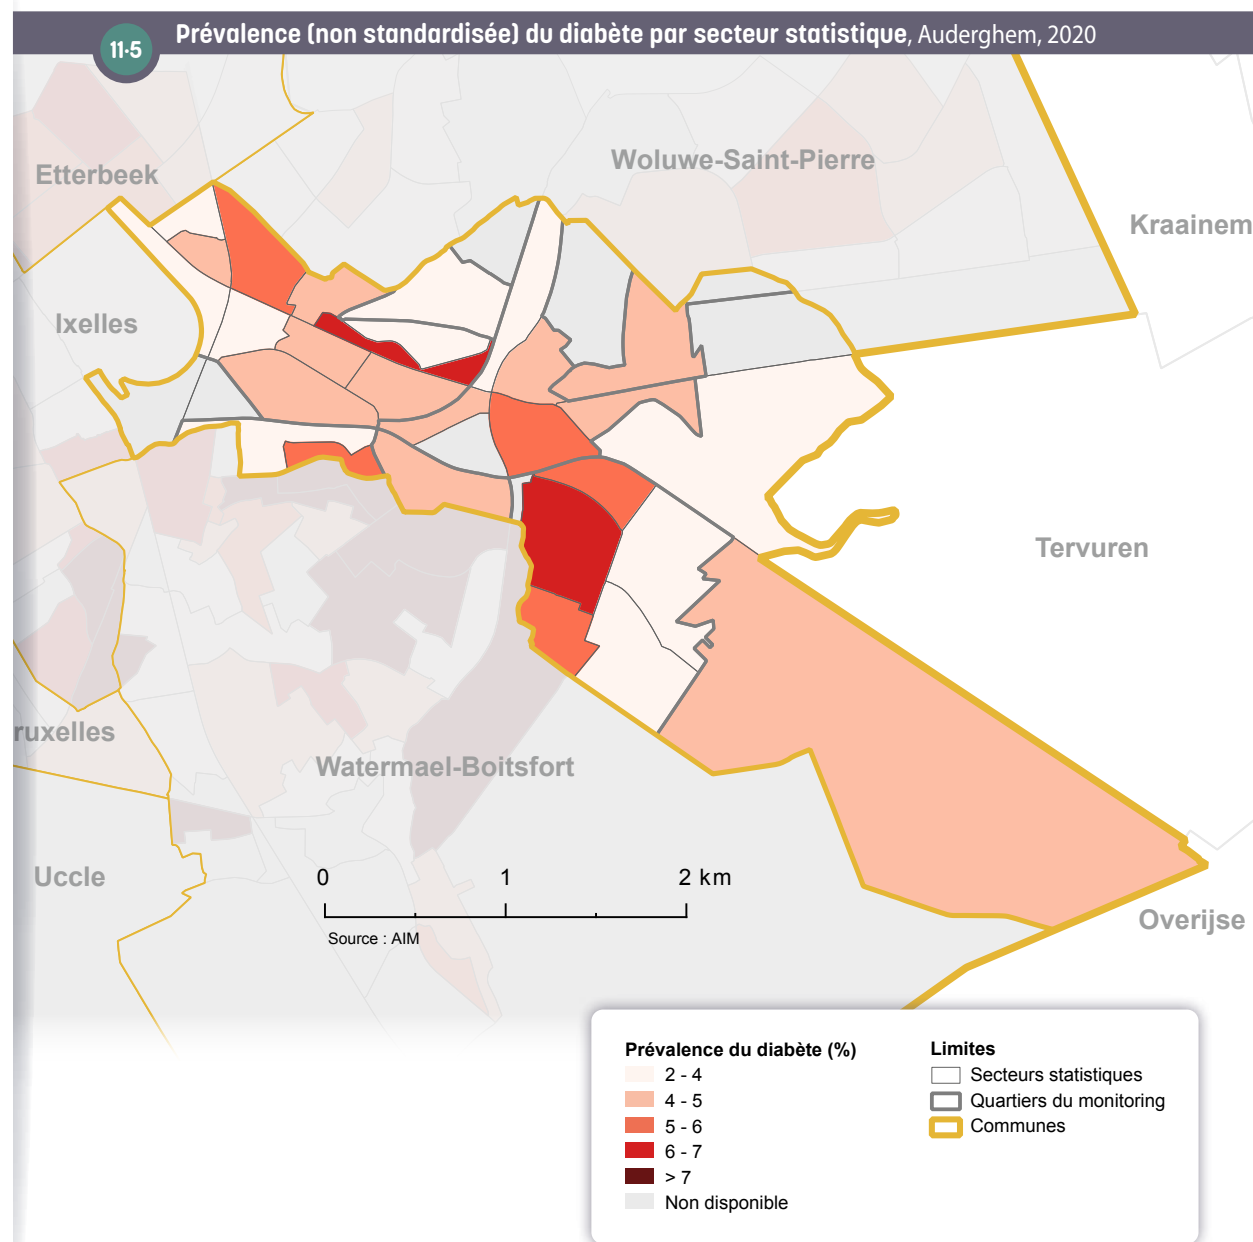 11·5
Prévalence (non standardisée) du diabète par secteur statistique, Auderghem, 2020
Etterbeek
Woluwe-Saint-Pierre
Kraainem
Ixelles
Tervuren
ruxelles
Watermael-Boitsfort
Uccle
0 1 2 km
Source : AIM
Overijse
Prévalence du diabète (%)
2 - 4
4 - 5
5 - 6
6 - 7
> 7
Non disponible
Limites
Secteurs statistiques
Quartiers du monitoring
Communes